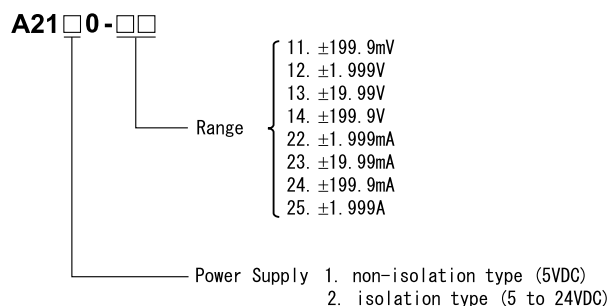 A21□0-□□
11. ±199.9mV
12. ±1.999V
13. ±19.99V
14. ±199.9V
Range
22. ±1.999mA
23. ±19.99mA
24. ±199.9mA
25. ±1.999A
Power Supply 1. non-isolation type (5VDC)
2. isolation type (5 to 24VDC)